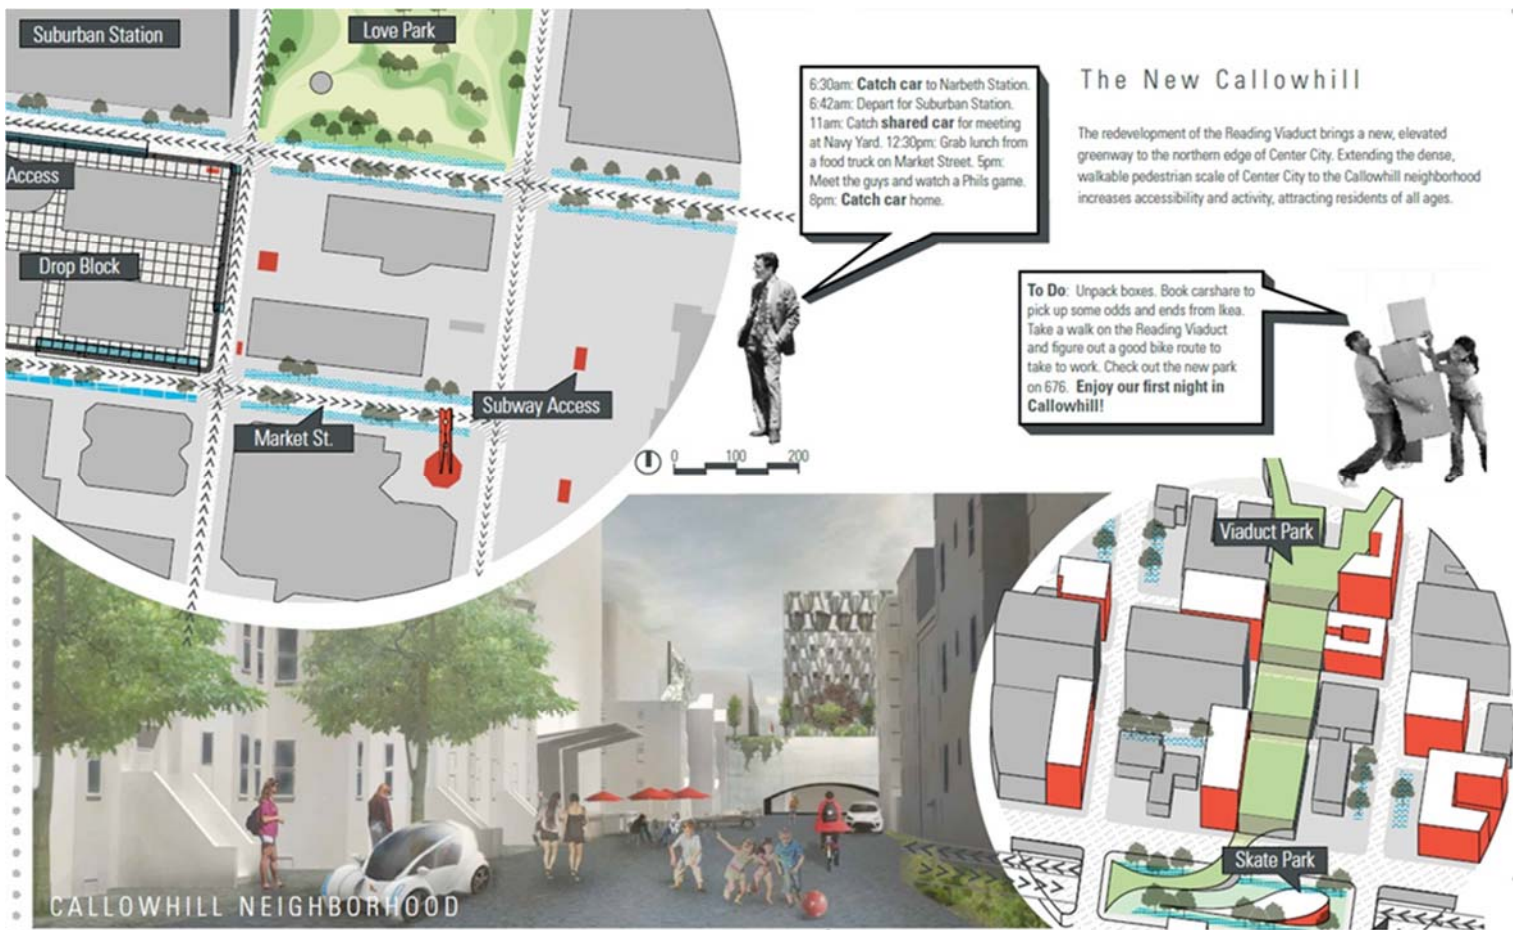 Suburban Station
Love Park
Access
Drop Block
Market St.
Subway Access
0 100 200
6:30am: Catch car to Narbeth Station.
6:42am: Depart for Suburban Station.
11am: Catch shared car for meeting
at Navy Yard. 12:30pm: Grab lunch from
a food truck on Market Street. 5pm:
Meet the guys and watch a Phils game.
8pm: Catch car home.
The New Callowhill
The redevelopment of the Reading Viaduct brings a new, elevated
greenway to the northern edge of Center City. Extending the dense,
walkable pedestrian scale of Center City to the Callowhill neighborhood
increases accessibility and activity, attracting residents of all ages.
To Do: Unpack boxes. Book carshare to
pick up some odds and ends from Ikea.
Take a walk on the Reading Viaduct
and figure out a good bike route to
take to work. Check out the new park
on 676. Enjoy our first night in
Callowhill!
Viaduct Park
Skate Park
CALLOWHILL NEIGHBORHOOD